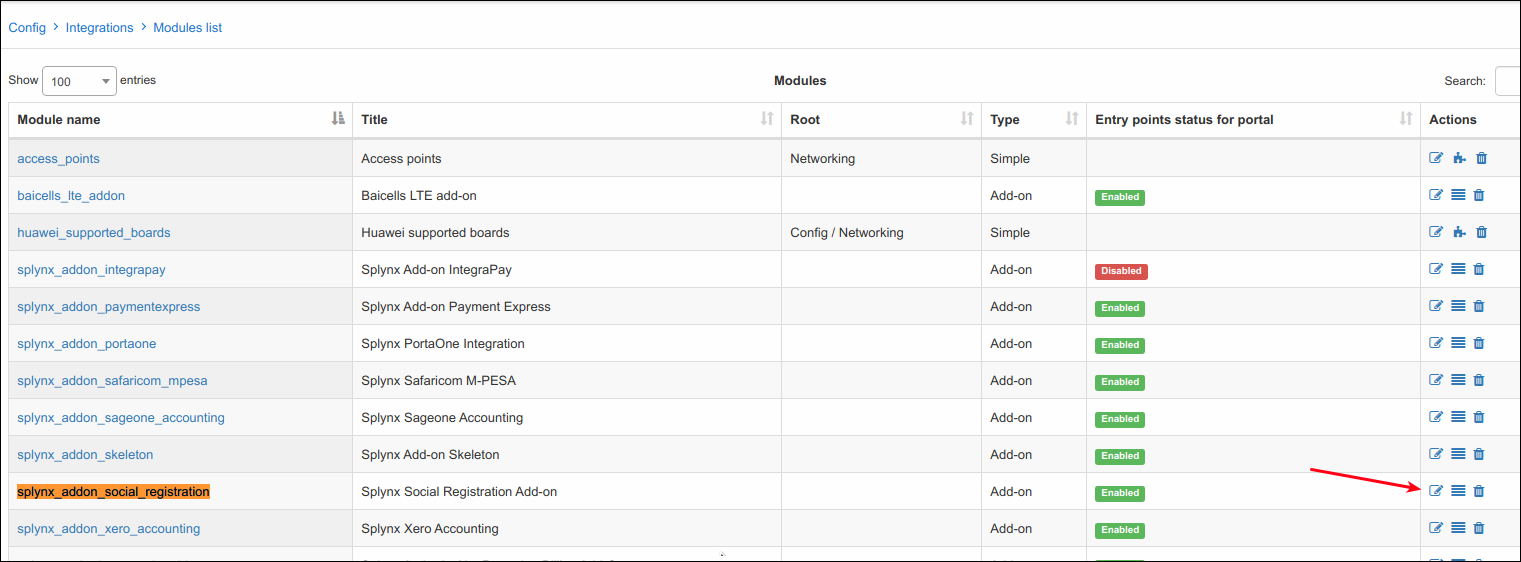 Config > Integrations > Modules list
Show 100 entries Modules Search:
Module name Title Root Type Entry points status for portal Actions
access_points Access points Networking Simple
baicells_lte_addon Baicells LTE add-on Add-on Enabled
huawei_supported_boards Huawei supported boards Config / Networking Simple
splynx_addon_integrapay Splynx Add-on IntegraPay Add-on Disabled
splynx_addon_paymentexpress Splynx Add-on Payment Express Add-on Enabled
splynx_addon_portaone Splynx PortaOne Integration Add-on Enabled
splynx_addon_safaricom_mpesa Splynx Safaricom M-PESA Add-on Enabled
splynx_addon_sageone_accounting Splynx Sageone Accounting Add-on Enabled
splynx_addon_skeleton Splynx Add-on Skeleton Add-on Enabled
splynx_addon_social_registration Splynx Social Registration Add-on Add-on Enabled
splynx_addon_xero_accounting Splynx Xero Accounting Add-on Enabled